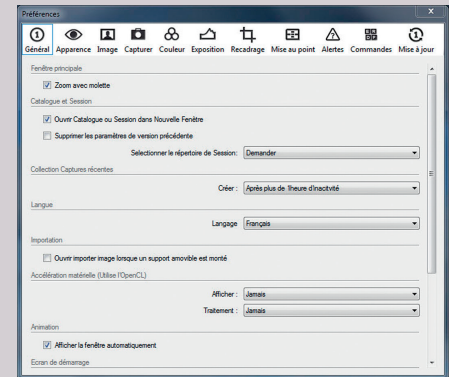 Préférences
Général Apparence Image Capturer Couleur Exposition Recadrage Mise au point Alertes Commandes Mise à jour
Fenêtre principale
Zoom avec molette
Catalogue et Session
Ouvrir Catalogue ou Session dans Nouvelle Fenêtre
Supprimer les paramètres de version précédente
Selectionner le répertoire de Session: Demander
Collection Captures récentes
Créer : Après plus de 1heure d'inacitvité
Langue
Langage Français
Importation
Ouvrir importer image lorsque un support amovible est monté
Accélération matérielle (Utilise l'OpenCL)
Afficher : Jamais
Traitement : Jamais
Animation
Afficher la fenêtre automatiquement
Ecran de démarrage